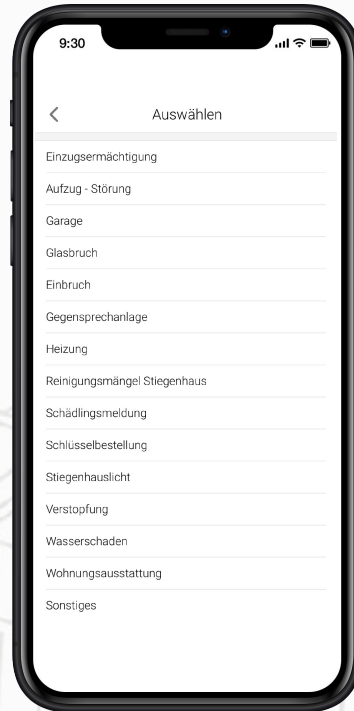 9:30
Auswählen
Einzugsermächtigung
Aufzug - Störung
Garage
Glasbruch
Einbruch
Gegensprechanlage
Heizung
Reinigungsmängel Stiegenhaus
Schädlingsmeldung
Schlüsselbestellung
Stiegenhauslicht
Verstopfung
Wasserschaden
Wohnungsausstattung
Sonstiges